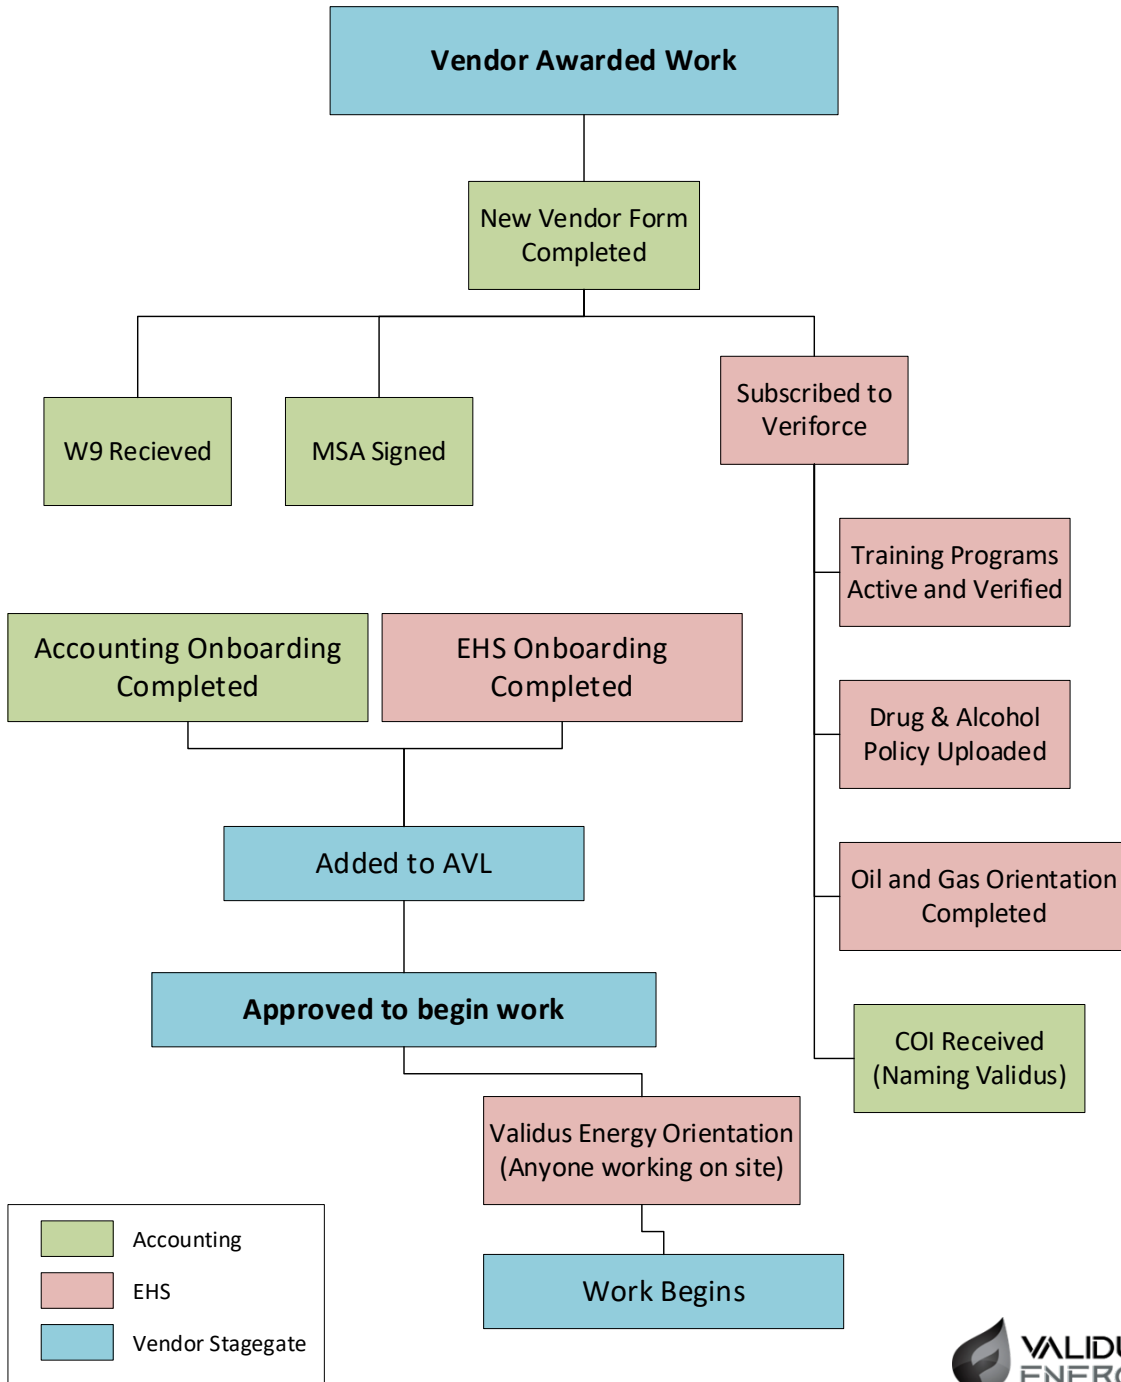 Vendor Awarded Work
New Vendor Form
Completed
W9 Recieved
MSA Signed
Subscribed to
Veriforce
Training Programs
Active and Verified
Drug & Alcohol
Policy Uploaded
Oil and Gas Orientation
Completed
COI Received
(Naming Validus)
Accounting Onboarding
Completed
EHS Onboarding
Completed
Added to AVL
Approved to begin work
Validus Energy Orientation
(Anyone working on site)
Work Begins
Accounting
EHS
Vendor Stagegate